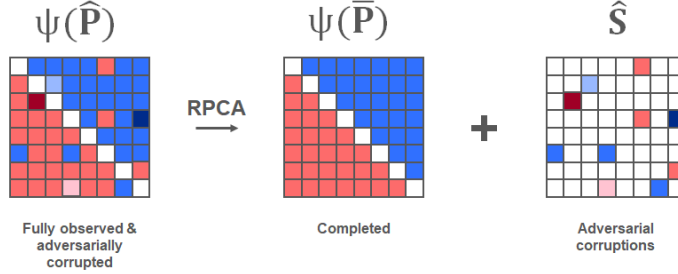 ψ(P̂) ψ(P̄) Ŝ
RPCA
+
Fully observed &
adversarially
corrupted
Completed
Adversarial
corruptions